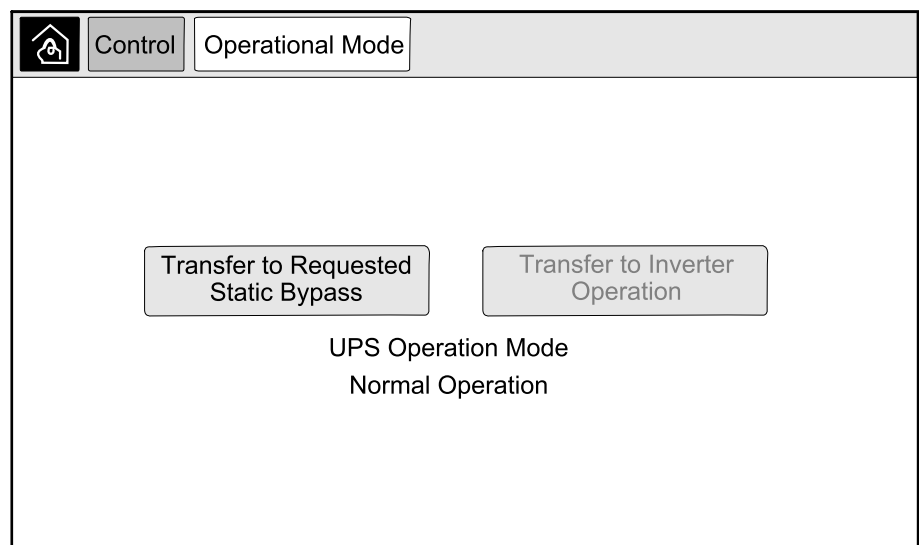 Control
Operational Mode
Transfer to Requested
Static Bypass
Transfer to Inverter
Operation
UPS Operation Mode
Normal Operation